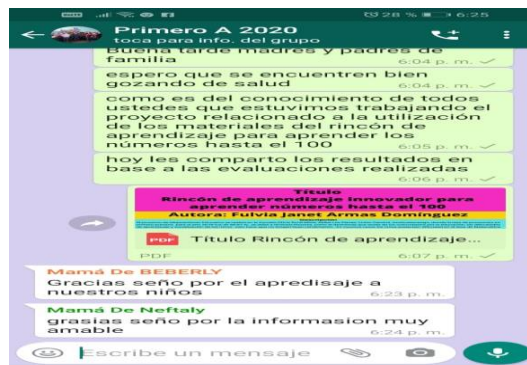 28 % 6:25
Primero A 2020
toca para info. del grupo
Buena tarde madres y padres de
familia
6:04 p. m.
espero que se encuentren bien
gozando de salud
6:04 p. m.
como es del conocimiento de todos
ustedes que estuvimos trabajando el
proyecto relacionado a la utilización
de los materiales del rincón de
aprendizaje para aprender los
números hasta el 100
6:05 p. m.
hoy les comparto los resultados en
base a las evaluaciones realizadas
6:06 p. m.
Título
Rincón de aprendizaje innovador para
aprender números hasta el 100
Autora: Fulvia Janet Armas Domínguez
PDF Título Rincón de aprendizaje...
PDF 6:07 p. m.
Mamá De BEBERLY
Gracias seño por el apredisaje a
nuestros niños
6:23 p. m.
Mamá De Neftaly
grasias seño por la informasion muy
amable
6:24 p. m.
Escribe un mensaje